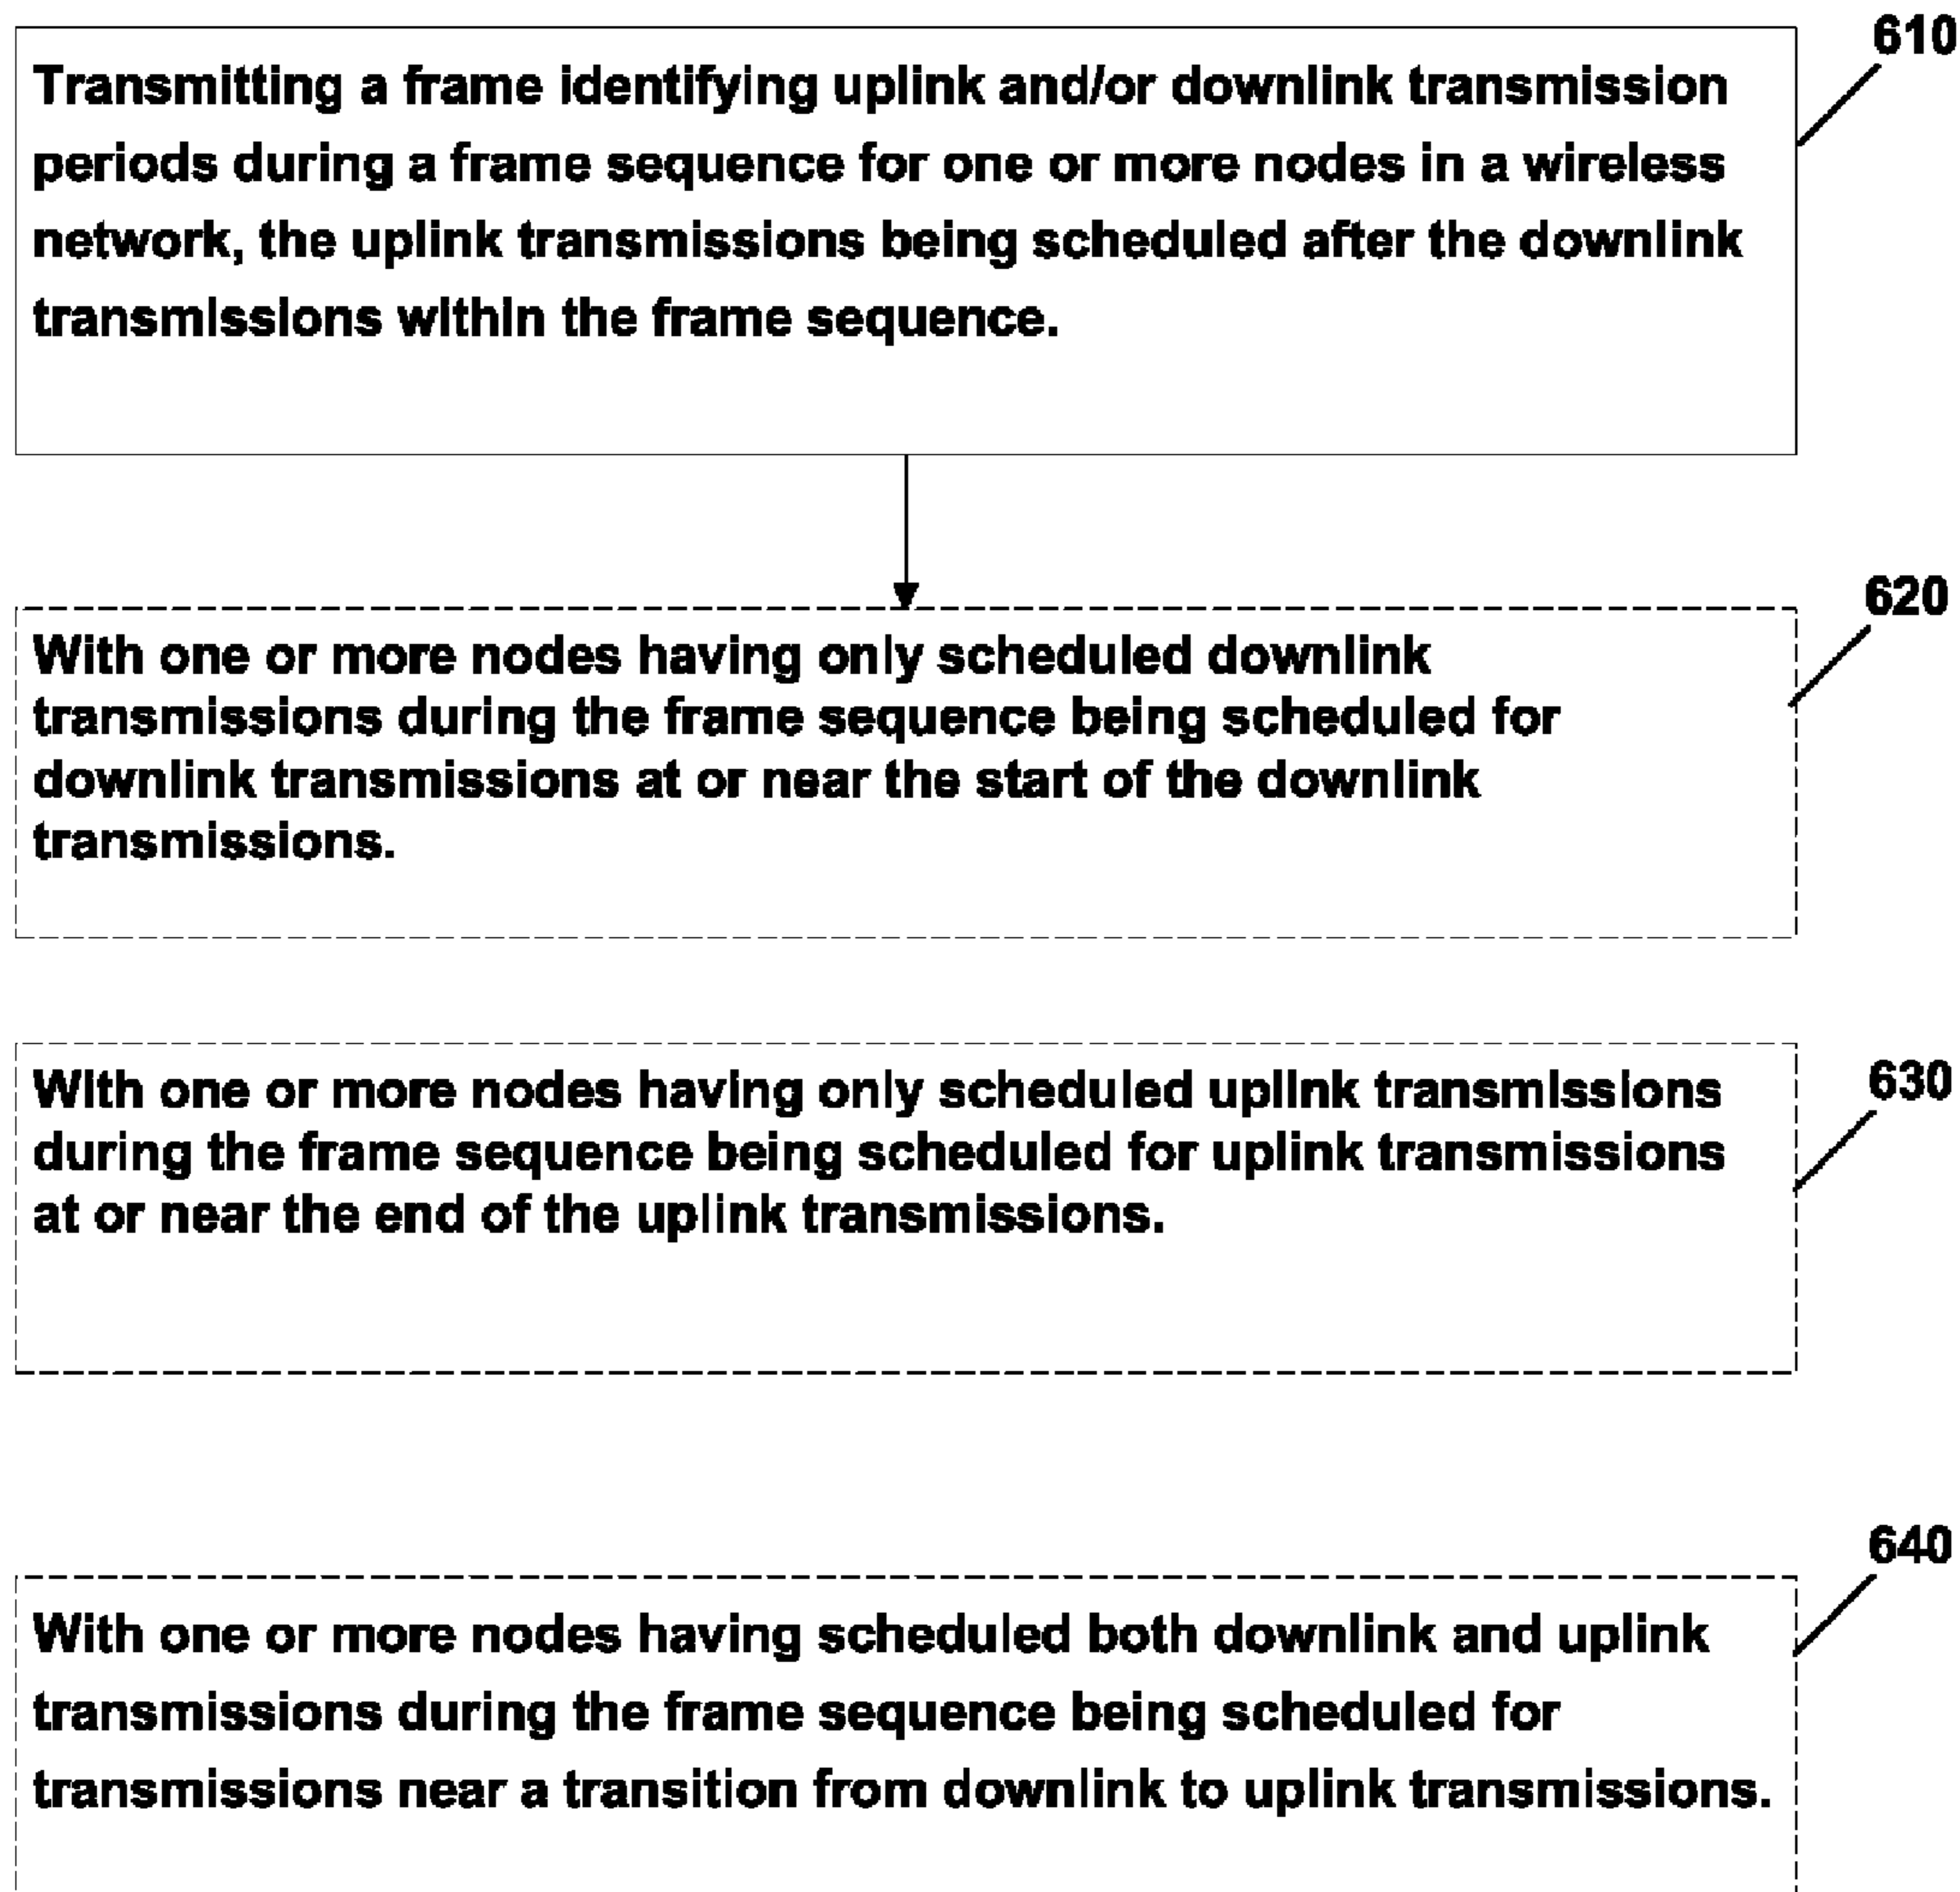 610
Transmitting a frame identifying uplink and/or downlink transmission
periods during a frame sequence for one or more nodes in a wireless
network, the uplink transmissions being scheduled after the downlink
transmissions within the frame sequence.
620
With one or more nodes having only scheduled downlink
transmissions during the frame sequence being scheduled for
downlink transmissions at or near the start of the downlink
transmissions.
630
With one or more nodes having only scheduled uplink transmissions
during the frame sequence being scheduled for uplink transmissions
at or near the end of the uplink transmissions.
640
With one or more nodes having scheduled both downlink and uplink
transmissions during the frame sequence being scheduled for
transmissions near a transition from downlink to uplink transmissions.